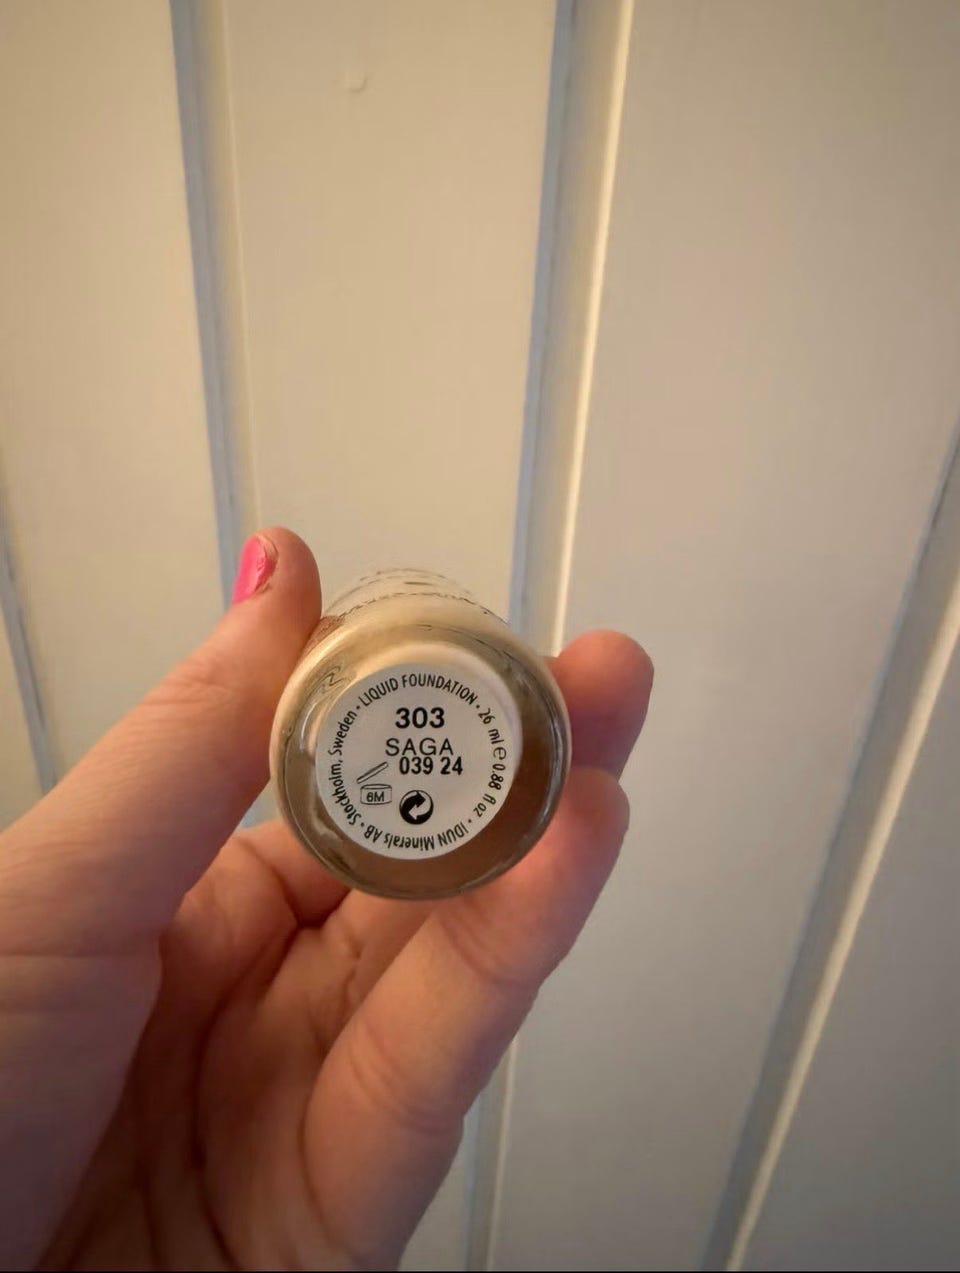 LIQUID FOUNDATION • 26 ml ℮ 0.88 fl oz • IDUN Minerals AB • Stockholm, Sweden •
303
SAGA
039 24
6M